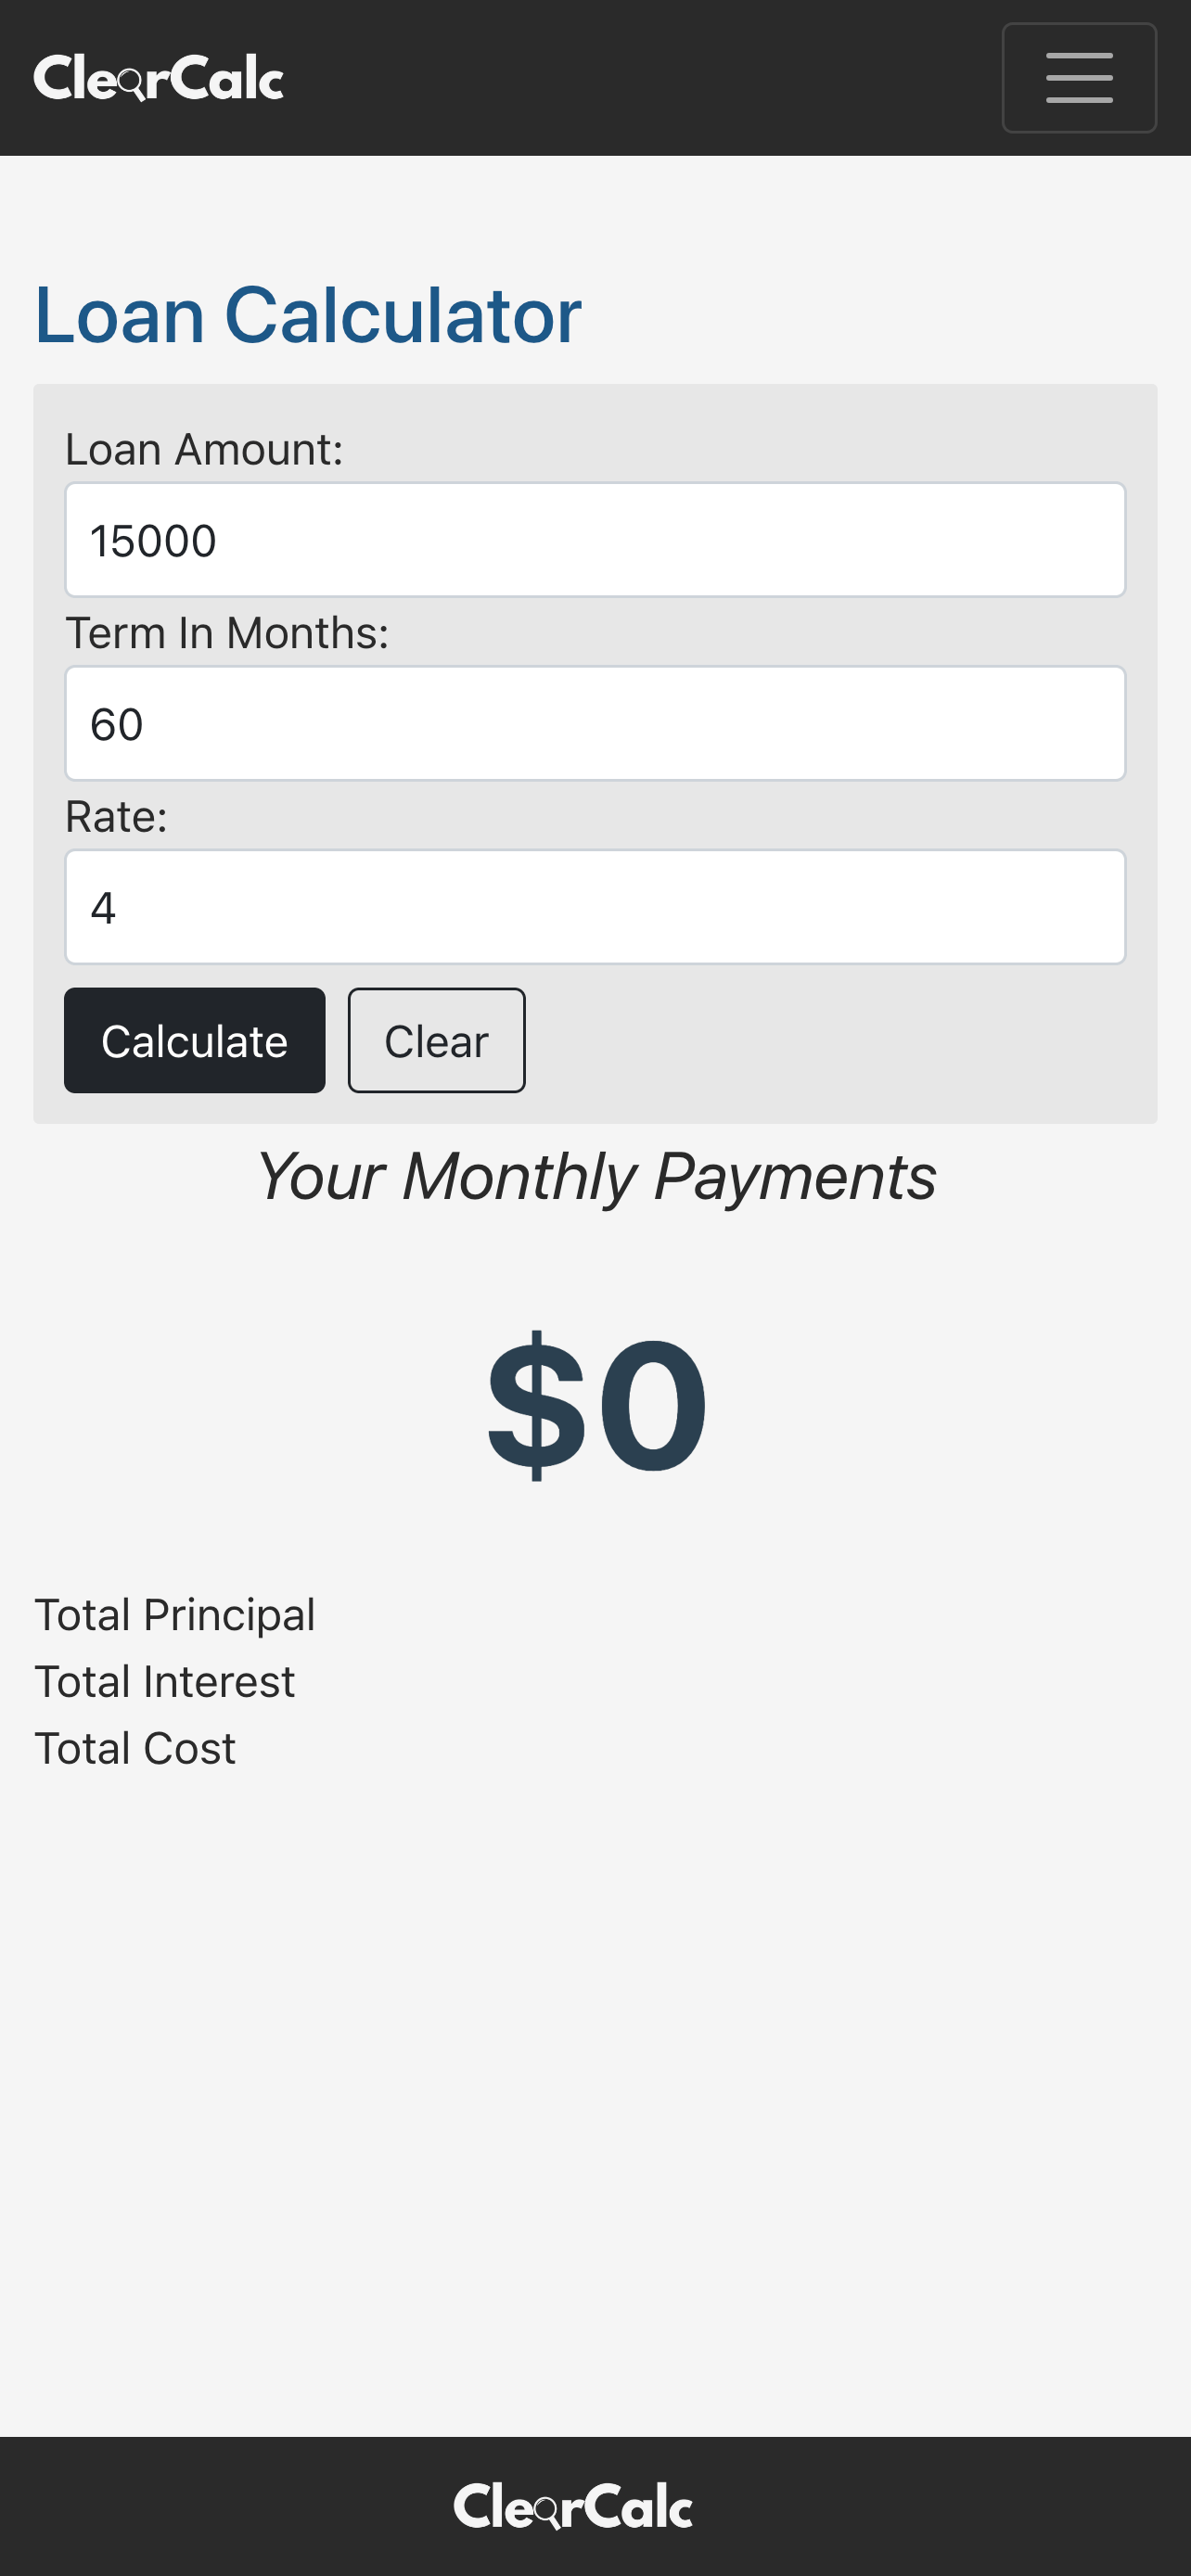 ClearCalc
Loan Calculator
Loan Amount:
15000
Term In Months:
60
Rate:
4
Calculate Clear
Your Monthly Payments
$0
Total Principal
Total Interest
Total Cost
ClearCalc